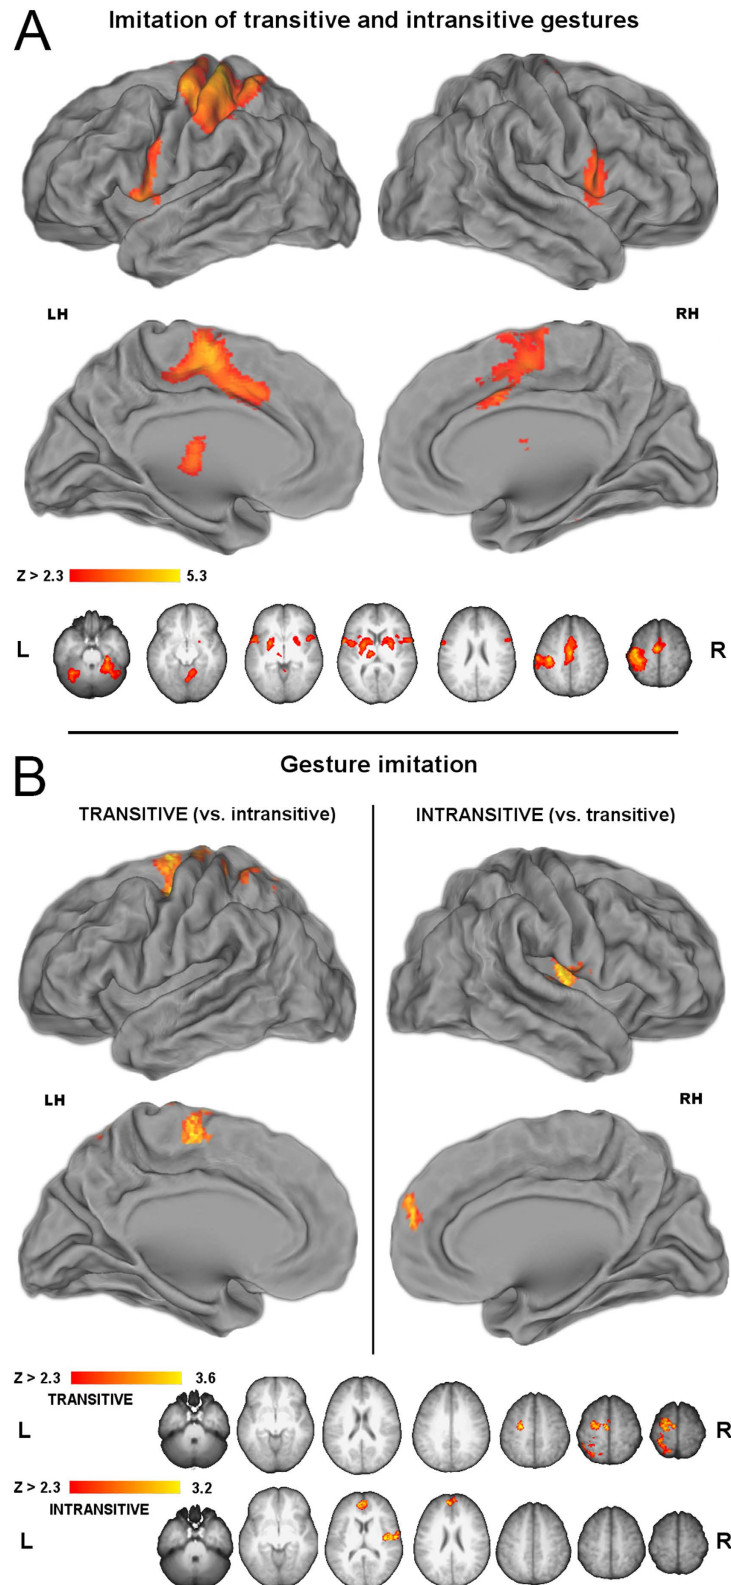 A
Imitation of transitive and intransitive gestures
LH
RH
Z > 2.3
5.3
L
R
B
Gesture imitation
TRANSITIVE (vs. intransitive)
INTRANSITIVE (vs. transitive)
LH
RH
Z > 2.3
3.6
TRANSITIVE
L
R
Z > 2.3
3.2
INTRANSITIVE
L
R